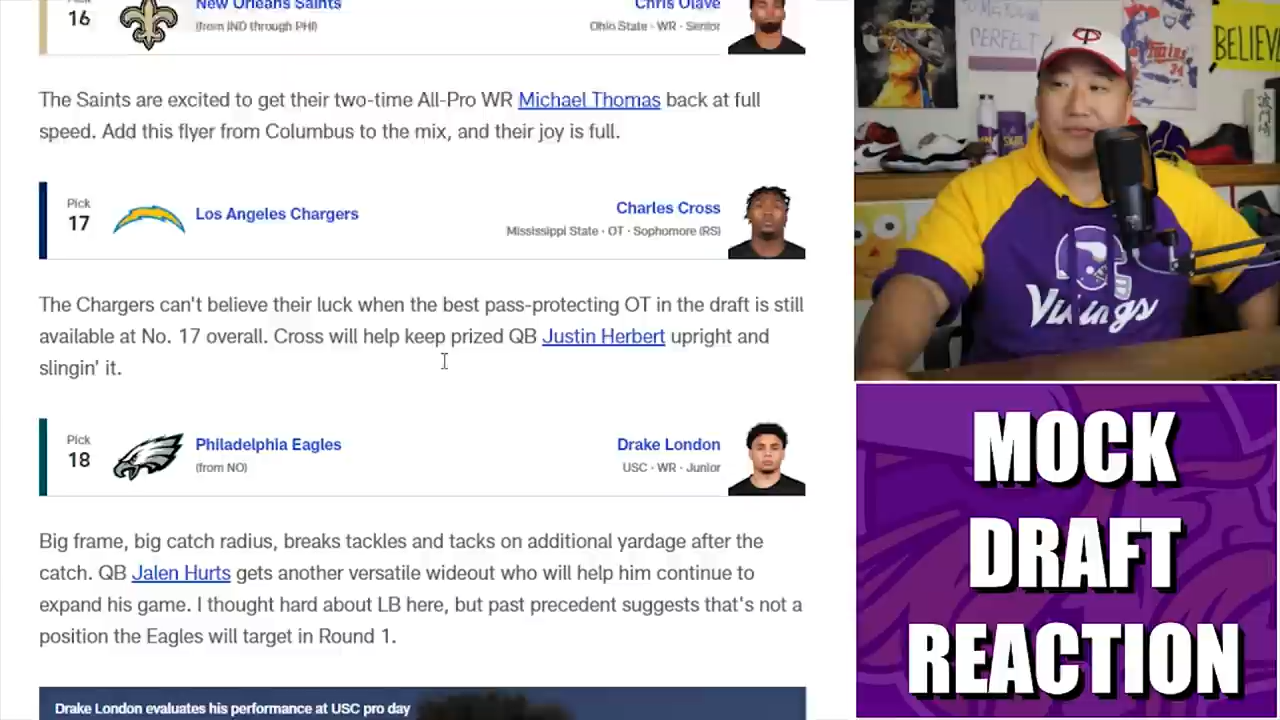 Pick
16
New Orleans Saints
(from IND through PHI)
Chris Olave
Ohio State · WR · Senior
The Saints are excited to get their two-time All-Pro WR Michael Thomas back at full
speed. Add this flyer from Columbus to the mix, and their joy is full.
Pick
17
Los Angeles Chargers
Charles Cross
Mississippi State · OT · Sophomore (RS)
The Chargers can't believe their luck when the best pass-protecting OT in the draft is still
available at No. 17 overall. Cross will help keep prized QB Justin Herbert upright and
slingin' it.
Pick
18
Philadelphia Eagles
(from NO)
Drake London
USC · WR · Junior
Big frame, big catch radius, breaks tackles and tacks on additional yardage after the
catch. QB Jalen Hurts gets another versatile wideout who will help him continue to
expand his game. I thought hard about LB here, but past precedent suggests that's not a
position the Eagles will target in Round 1.
Drake London evaluates his performance at USC pro day
PERFECT
Twins
34
BELIEVE
Vikings
MOCK
DRAFT
REACTION